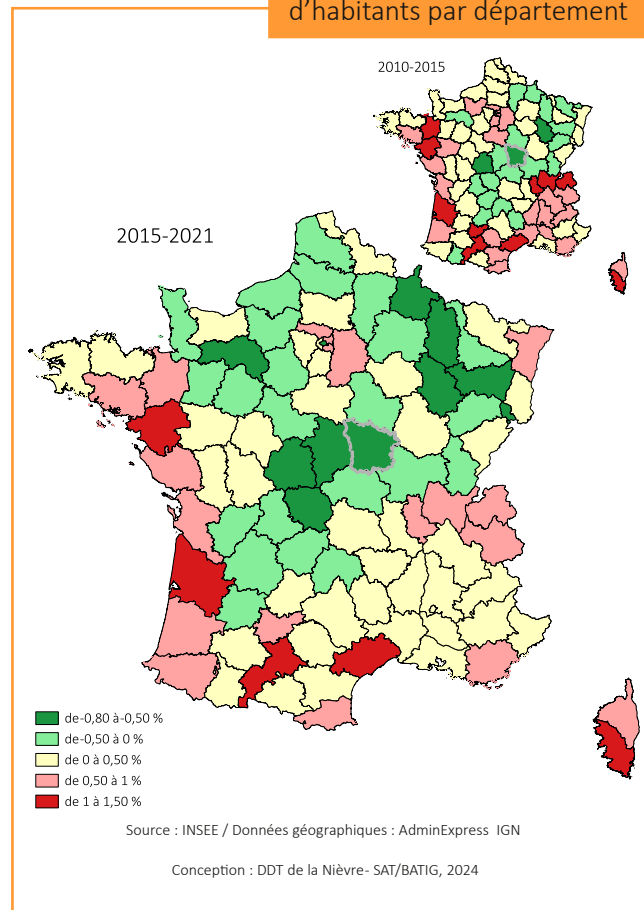 d’habitants par département
2010-2015
2015-2021
de-0,80 à-0,50 %
de-0,50 à 0 %
de 0 à 0,50 %
de 0,50 à 1 %
de 1 à 1,50 %
Source : INSEE / Données géographiques : AdminExpress IGN
Conception : DDT de la Nièvre- SAT/BATIG, 2024